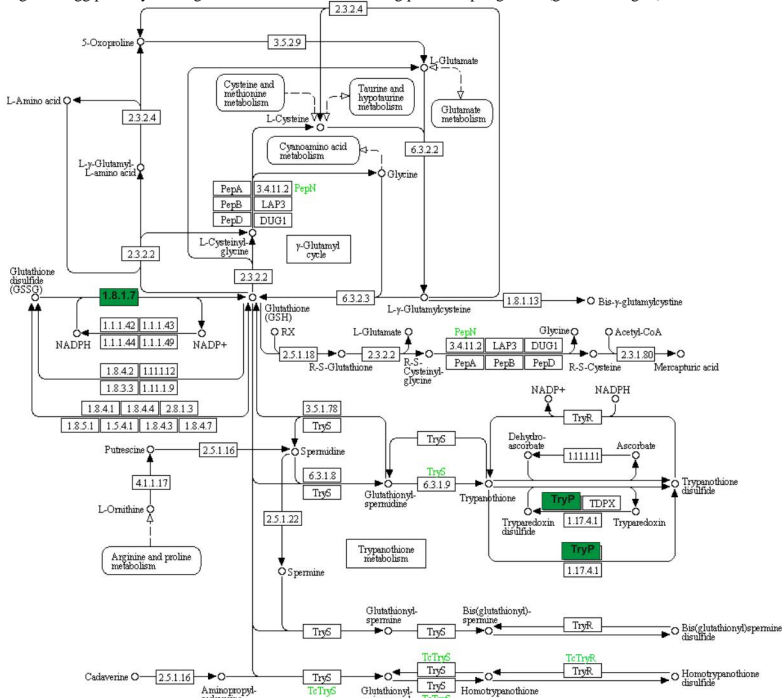 2.3.2.4
5-Oxoproline
3.5.2.9
L-Glutamate
Cysteine and
methionine
metabolism
Taurine and
hypotaurine
metabolism
Glutamate
metabolism
L-Amino acid
2.3.2.4
L-Cysteine
Cyanoamino acid
metabolism
6.3.2.2
Glycine
L-γ-Glutamyl-
L-amino acid
PepA 3.4.11.2 PepN
PepB LAP3
PepD DUG1
L-Cysteinyl-
glycine
γ-Glutamyl
cycle
2.3.2.2
2.3.2.2
Glutathione
disulfide
(GSSG)
1.8.1.7
Glutathione
(GSH)
6.3.2.3
L-γ-Glutamylcysteine
1.8.1.13
Bis-γ-glutamylcystine
1.1.1.42 1.1.1.43
1.1.1.44 1.1.1.49
NADPH
NADP+
RX
L-Glutamate
PepN
Glycine
Acetyl-CoA
2.5.1.18
R-S-Glutathione
2.3.2.2
R-S-
Cysteinyl-
glycine
3.4.11.2 LAP3 DUG1
PepA PepB PepD
R-S-Cysteine
2.3.1.80
Mercapturic acid
1.8.4.2 1.11.1.12
1.8.3.3 1.11.1.9
1.8.4.1 1.8.4.4 2.8.1.3
1.8.5.1 1.5.4.1 1.8.4.3 1.8.4.7
3.5.1.78
TryS
NADP+
NADPH
TryR
Putrescine
2.5.1.16
Spermidine
TryS
Dehydro-
ascorbate
Ascorbate
1.11.1.11
4.1.1.17
6.3.1.8
TryS
Glutathionyl-
spermidine
TryS
6.3.1.9
Trypanothione
Trypanothione
disulfide
L-Ornithine
2.5.1.22
TryP TDPX
1.17.4.1
Tryparedoxin
disulfide
Tryparedoxin
Arginine and proline
metabolism
Trypanothione
metabolism
TryP
1.17.4.1
Spermine
Glutathionyl-
spermine
Bis(glutathionyl)-
spermine
TryS
TryS
TryR
Bis(glutathionyl)spermine
disulfide
Cadaverine
2.5.1.16
Aminopropyl-
TryS
TcTryS
Glutathionyl-
TcTryS
TryS
TryS
Homotrypanothione
TcTryR
TryR
Homotrypanothione
disulfide